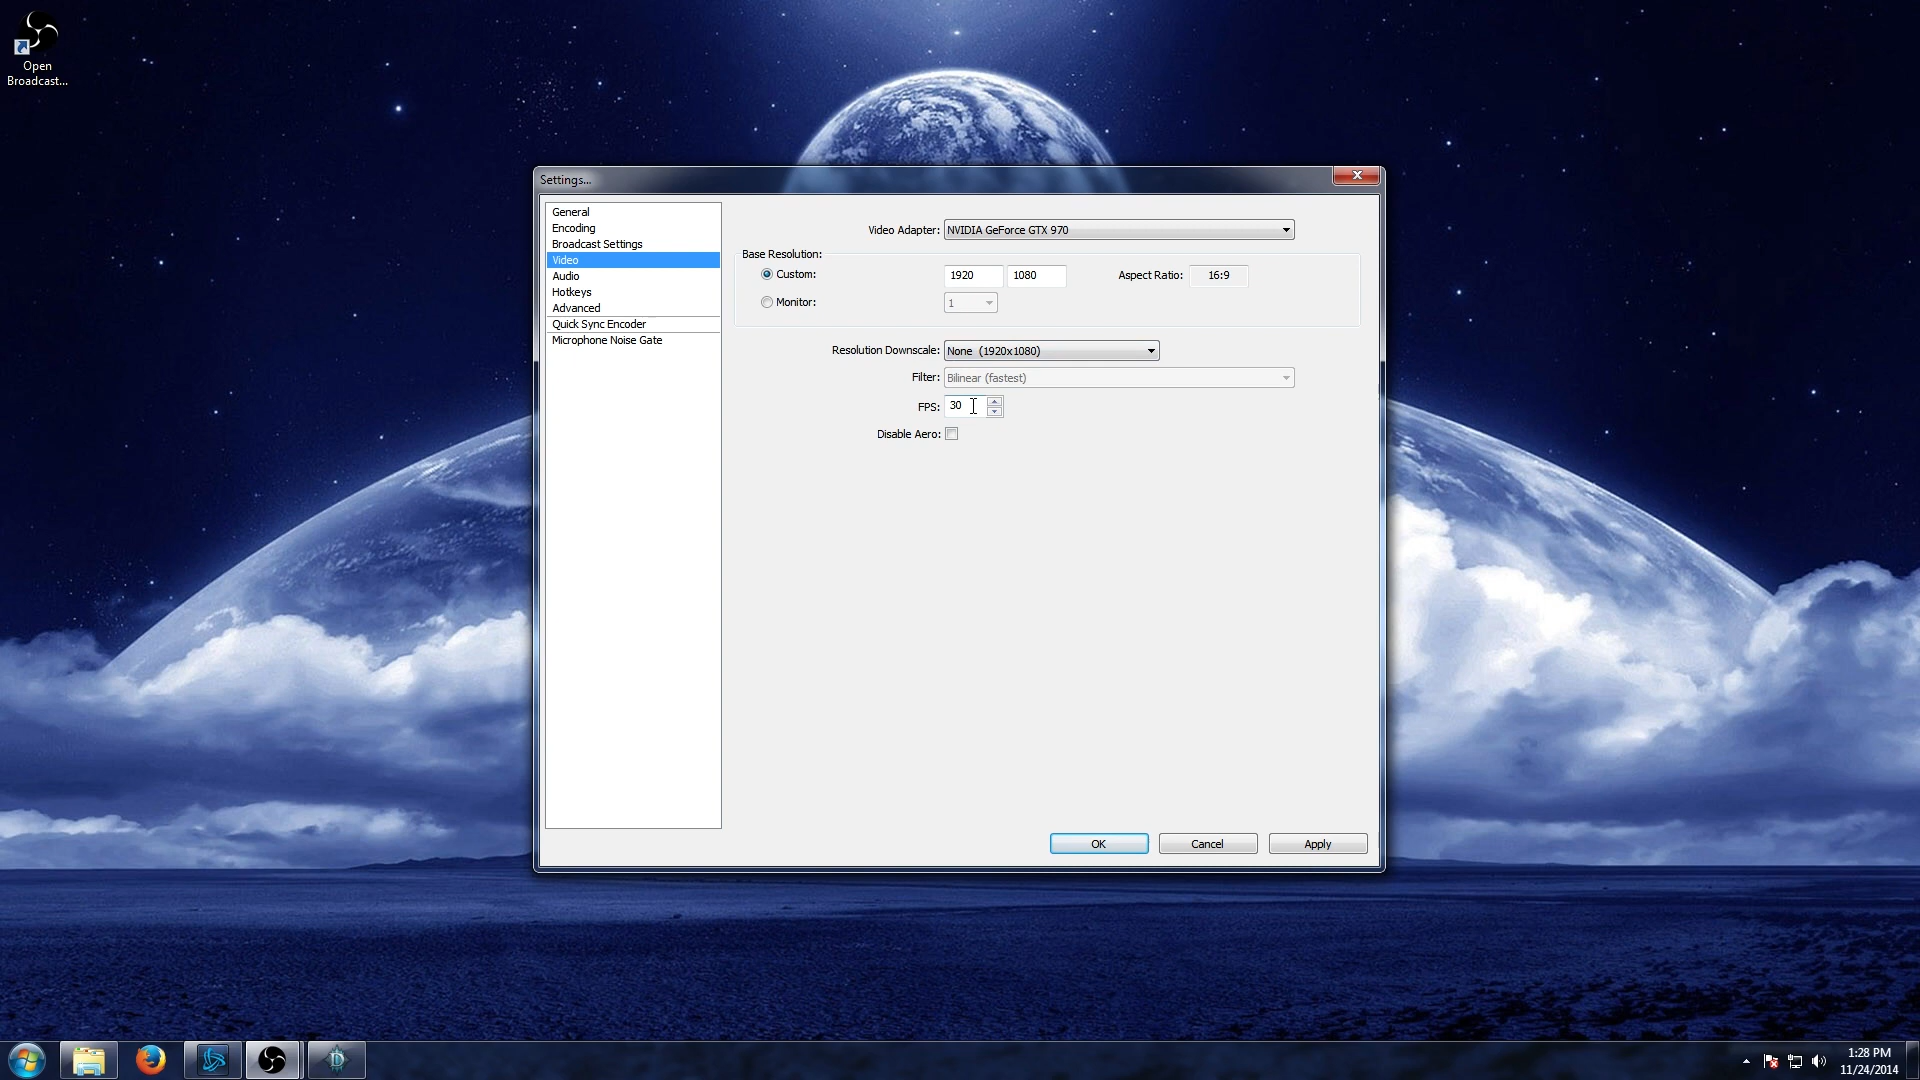 Open
Broadcast...
Settings...
General
Encoding
Broadcast Settings
Video
Audio
Hotkeys
Advanced
Quick Sync Encoder
Microphone Noise Gate
Video Adapter: NVIDIA GeForce GTX 970
Base Resolution:
Custom: 1920 1080 Aspect Ratio: 16:9
Monitor: 1
Resolution Downscale: None (1920x1080)
Filter: Bilinear (fastest)
FPS: 30
Disable Aero:
OK Cancel Apply
1:28 PM
11/24/2014